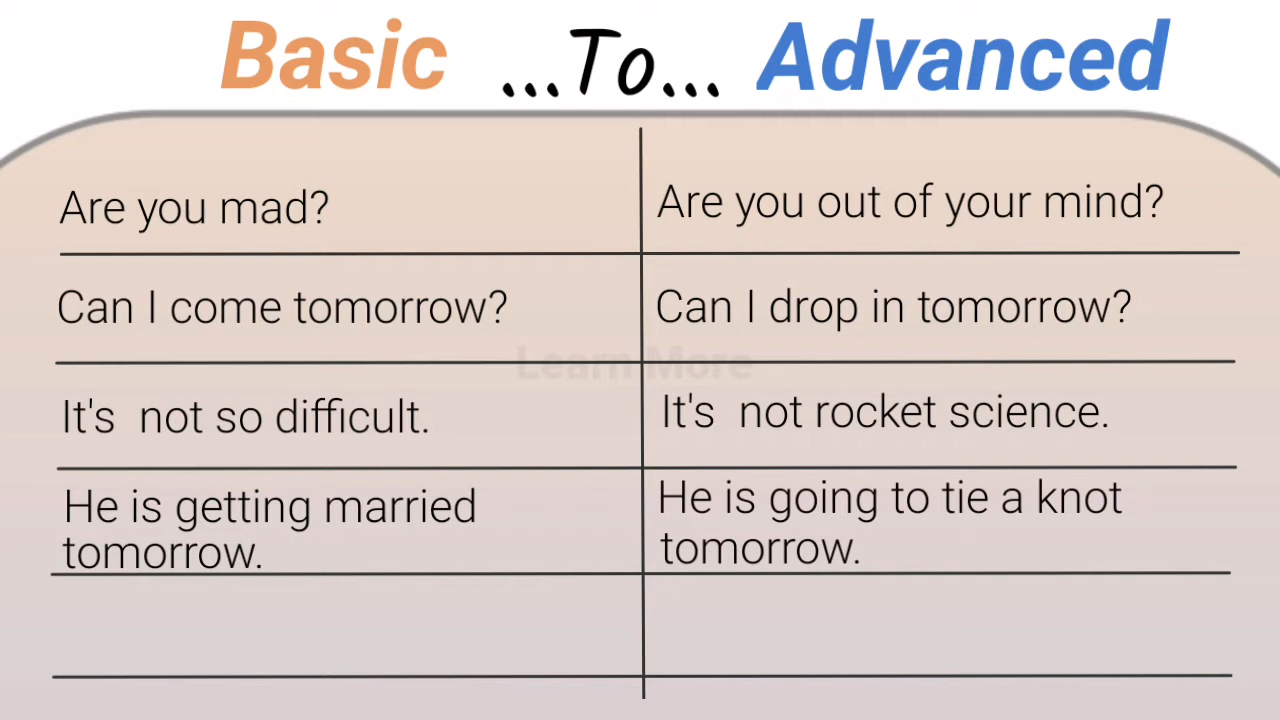 Basic ...To... Advanced
Are you mad?
Are you out of your mind?
Can I come tomorrow?
Can I drop in tomorrow?
Learn More
It's  not so difficult.
It's  not rocket science.
He is getting married
tomorrow.
He is going to tie a knot
tomorrow.